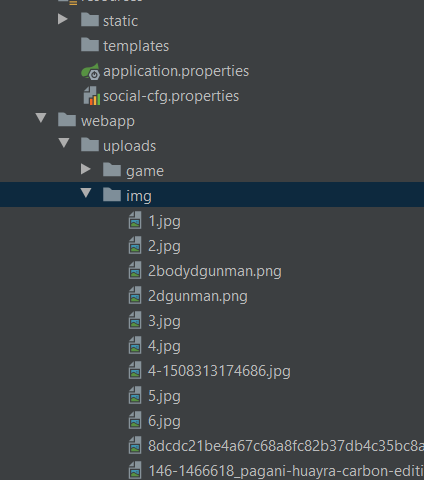 resources
static
templates
application.properties
social-cfg.properties
webapp
uploads
game
img
1.jpg
2.jpg
2bodydgunman.png
2dgunman.png
3.jpg
4.jpg
4-1508313174686.jpg
5.jpg
6.jpg
8dcdc21be4a67c68a8fc82b37db4c35bc8a
146-1466618_pagani-huayra-carbon-editi